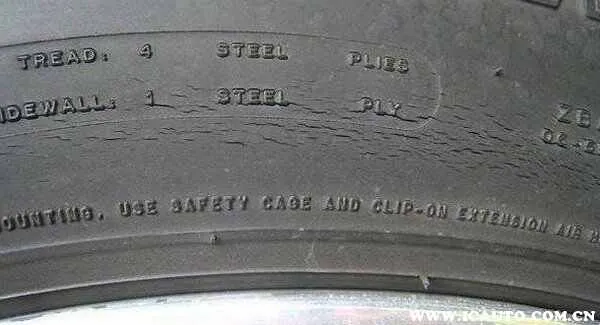 TREAD: 4 STEEL PLIES
IDEWALL: 1 STEEL PLY
OUNTING, USE SAFETY CAGE AND CLIP-ON EXTENSION AIR H
WWW.ICAUTO.COM.CN